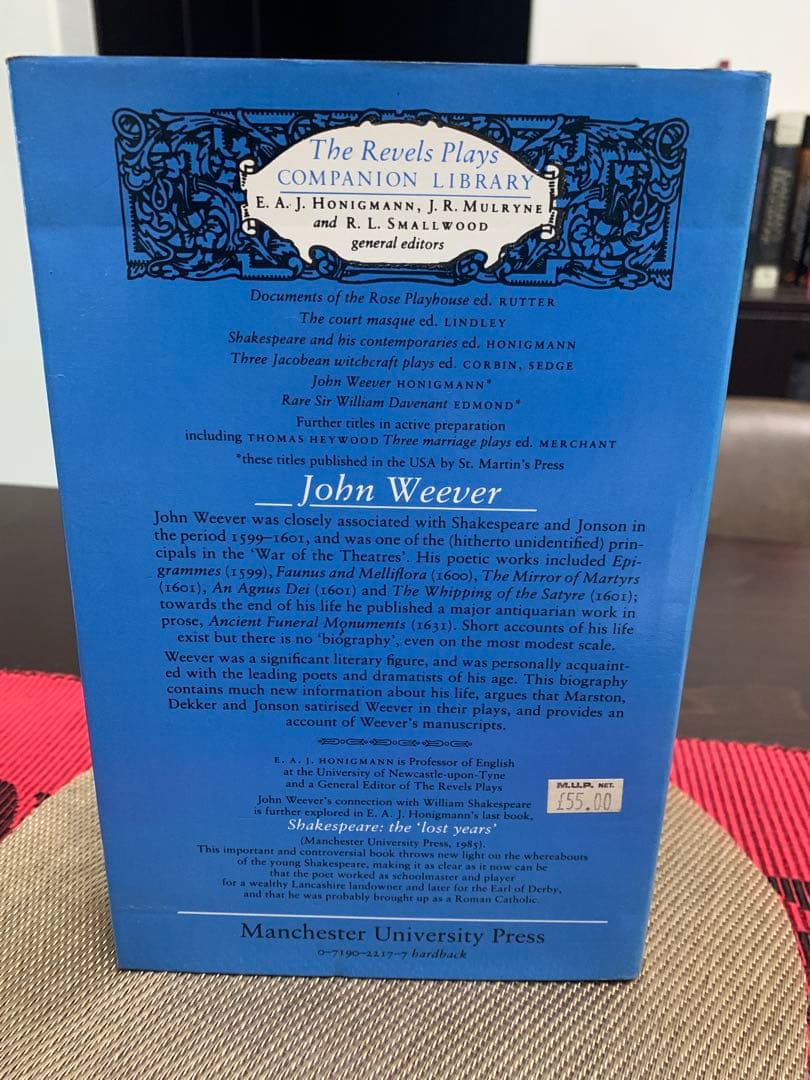 The Revels Plays
COMPANION LIBRARY
E. A. J. HONIGMANN, J. R. MULRYNE
and R. L. SMALLWOOD
general editors
Documents of the Rose Playhouse ed. RUTTER
The court masque ed. LINDLEY
Shakespeare and his contemporaries ed. HONIGMANN
Three Jacobean witchcraft plays ed. CORBIN, SEDGE
John Weever HONIGMANN*
Rare Sir William Davenant EDMOND*
Further titles in active preparation
including THOMAS HEYWOOD Three marriage plays ed. MERCHANT
*these titles published in the USA by St. Martin's Press
John Weever
John Weever was closely associated with Shakespeare and Jonson in
the period 1599–1601, and was one of the (hitherto unidentified) prin-
cipals in the 'War of the Theatres'. His poetic works included Epi-
grammes (1599), Faunus and Melliflora (1600), The Mirror of Martyrs
(1601), An Agnus Dei (1601) and The Whipping of the Satyre (1601);
towards the end of his life he published a major antiquarian work in
prose, Ancient Funeral Monuments (1631). Short accounts of his life
exist but there is no 'biography', even on the most modest scale.
Weever was a significant literary figure, and was personally acquaint-
ed with the leading poets and dramatists of his age. This biography
contains much new information about his life, argues that Marston,
Dekker and Jonson satirised Weever in their plays, and provides an
account of Weever's manuscripts.
E. A. J. HONIGMANN is Professor of English
at the University of Newcastle-upon-Tyne
and a General Editor of The Revels Plays
M.U.P. NET.
£55.00
John Weever's connection with William Shakespeare
is further explored in E. A. J. Honigmann's last book,
Shakespeare: the 'lost years'
(Manchester University Press, 1985).
This important and controversial book throws new light on the whereabouts
of the young Shakespeare, making it as clear as it now can be
that the poet worked as schoolmaster and player
for a wealthy Lancashire landowner and later for the Earl of Derby,
and that he was probably brought up as a Roman Catholic.
Manchester University Press
0–7190–2217–7 hardback